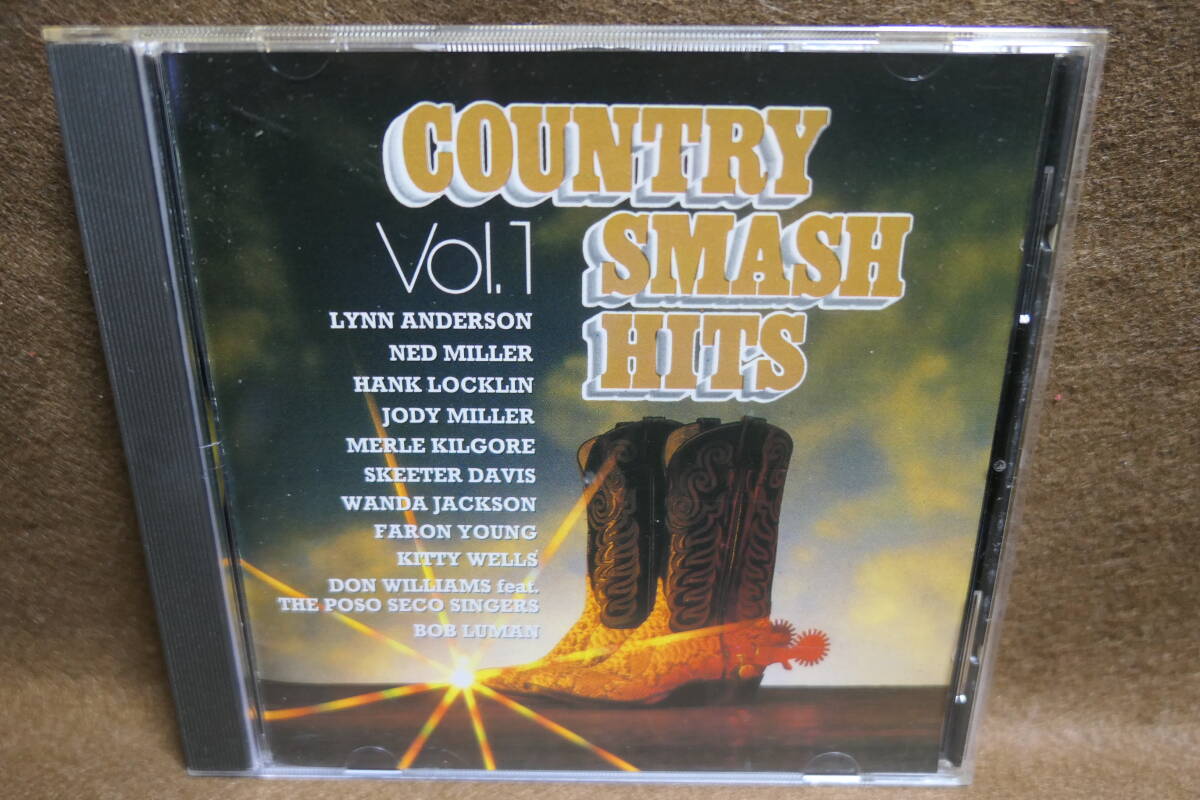 COUNTRY
SMASH
HITS
Vol.1
LYNN ANDERSON
NED MILLER
HANK LOCKLIN
JODY MILLER
MERLE KILGORE
SKEETER DAVIS
WANDA JACKSON
FARON YOUNG
KITTY WELLS
DON WILLIAMS feat.
THE POSO SECO SINGERS
BOB LUMAN